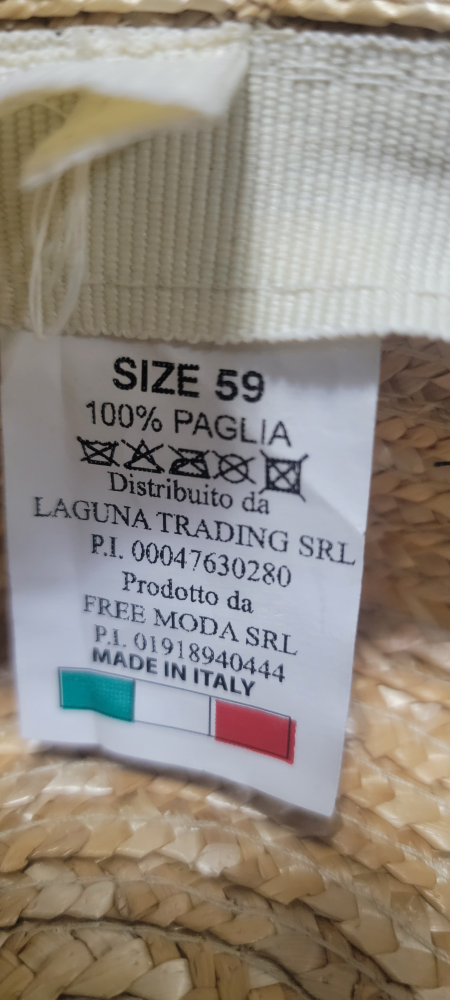 SIZE 59
100% PAGLIA
Distribuito da
LAGUNA TRADING SRL
P.I. 00047630280
Prodotto da
FREE MODA SRL
P.I. 01918940444
MADE IN ITALY